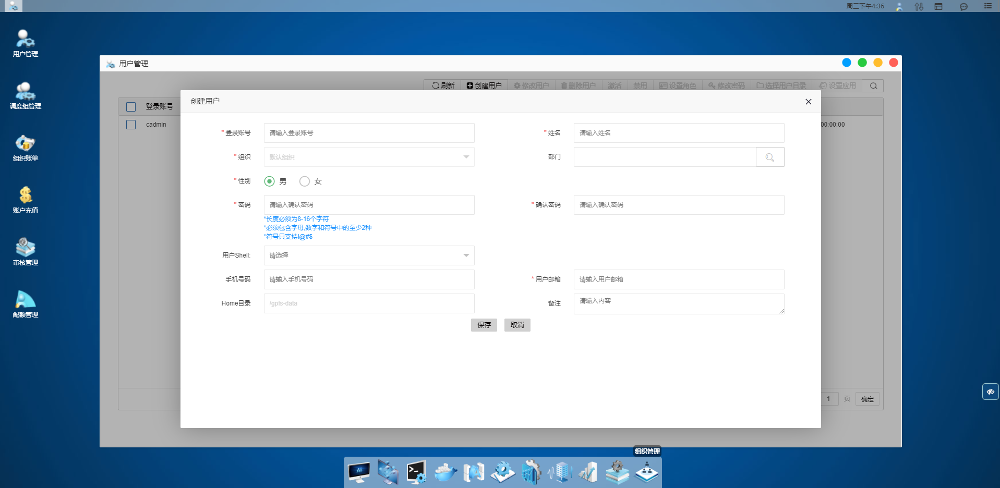 周三下午4:36
用户管理
调度组管理
组织账单
账户充值
审核管理
配额管理
用户管理
刷新 创建用户 修改用户 删除用户 激活 禁用 设置角色 修改密码 选择用户目录 设置应用
登录账号
cadmin
00:00:00
创建用户
*登录账号 请输入登录账号 *姓名 请输入姓名
*组织 默认组织 部门
*性别 男 女
*密码 请输入确认密码 *确认密码 请输入确认密码
*长度必须为8-16个字符
*必须包含字母,数字和符号中的至少2种
*符号只支持!@#$
用户Shell: 请选择
手机号码 请输入手机号码 *用户邮箱 请输入用户邮箱
Home目录 /gpfs-data 备注 请输入内容
保存 取消
1 页 确定
组织管理
Ai